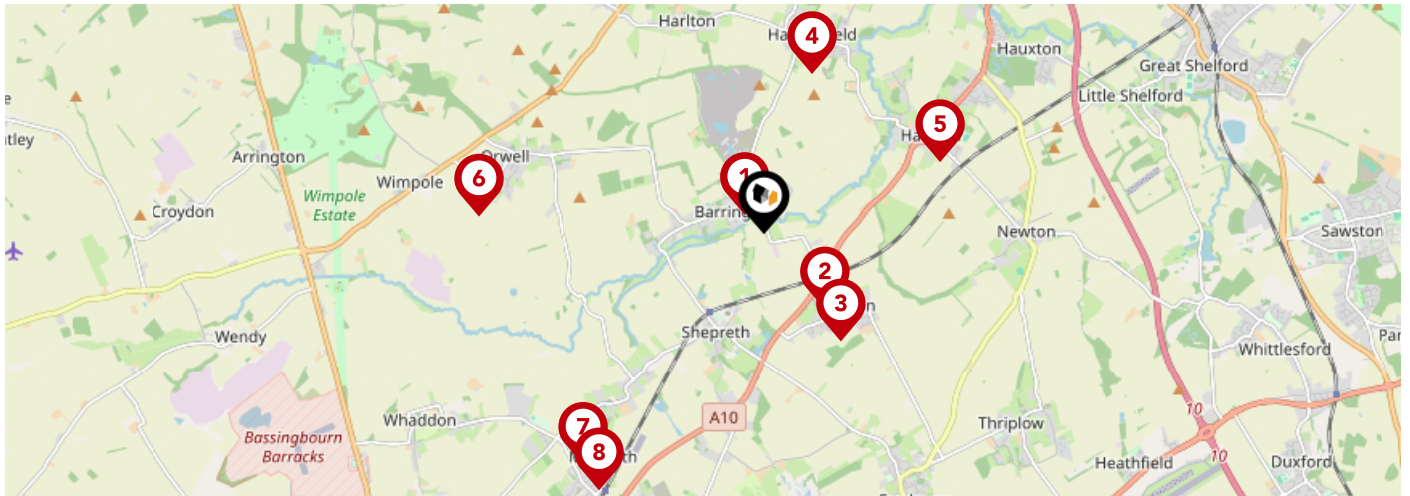 Harlton
4
Hauxton
Great Shelford
Little Shelford
5
Orwell
Arrington
Wimpole
6
1
Wimpole
Estate
Croydon
Newton
Sawston
2
3
Shepreth
Wendy
Whittlesford
Whaddon
7
A10
10
Thriplow
Bassingbourn
Barracks
8
10
Heathfield
Duxford